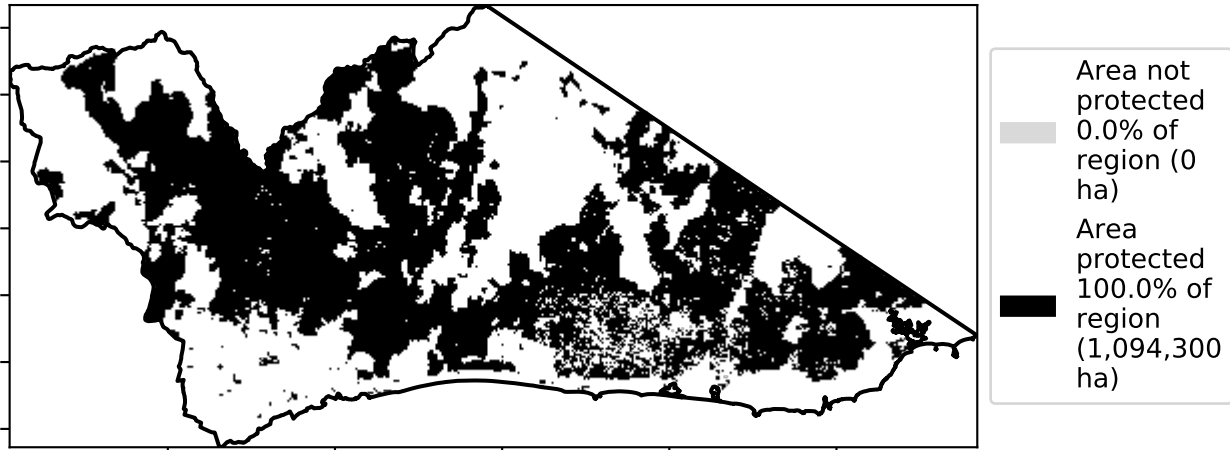 Area not
protected
0.0% of
region (0
ha)
Area
protected
100.0% of
region
(1,094,300
ha)